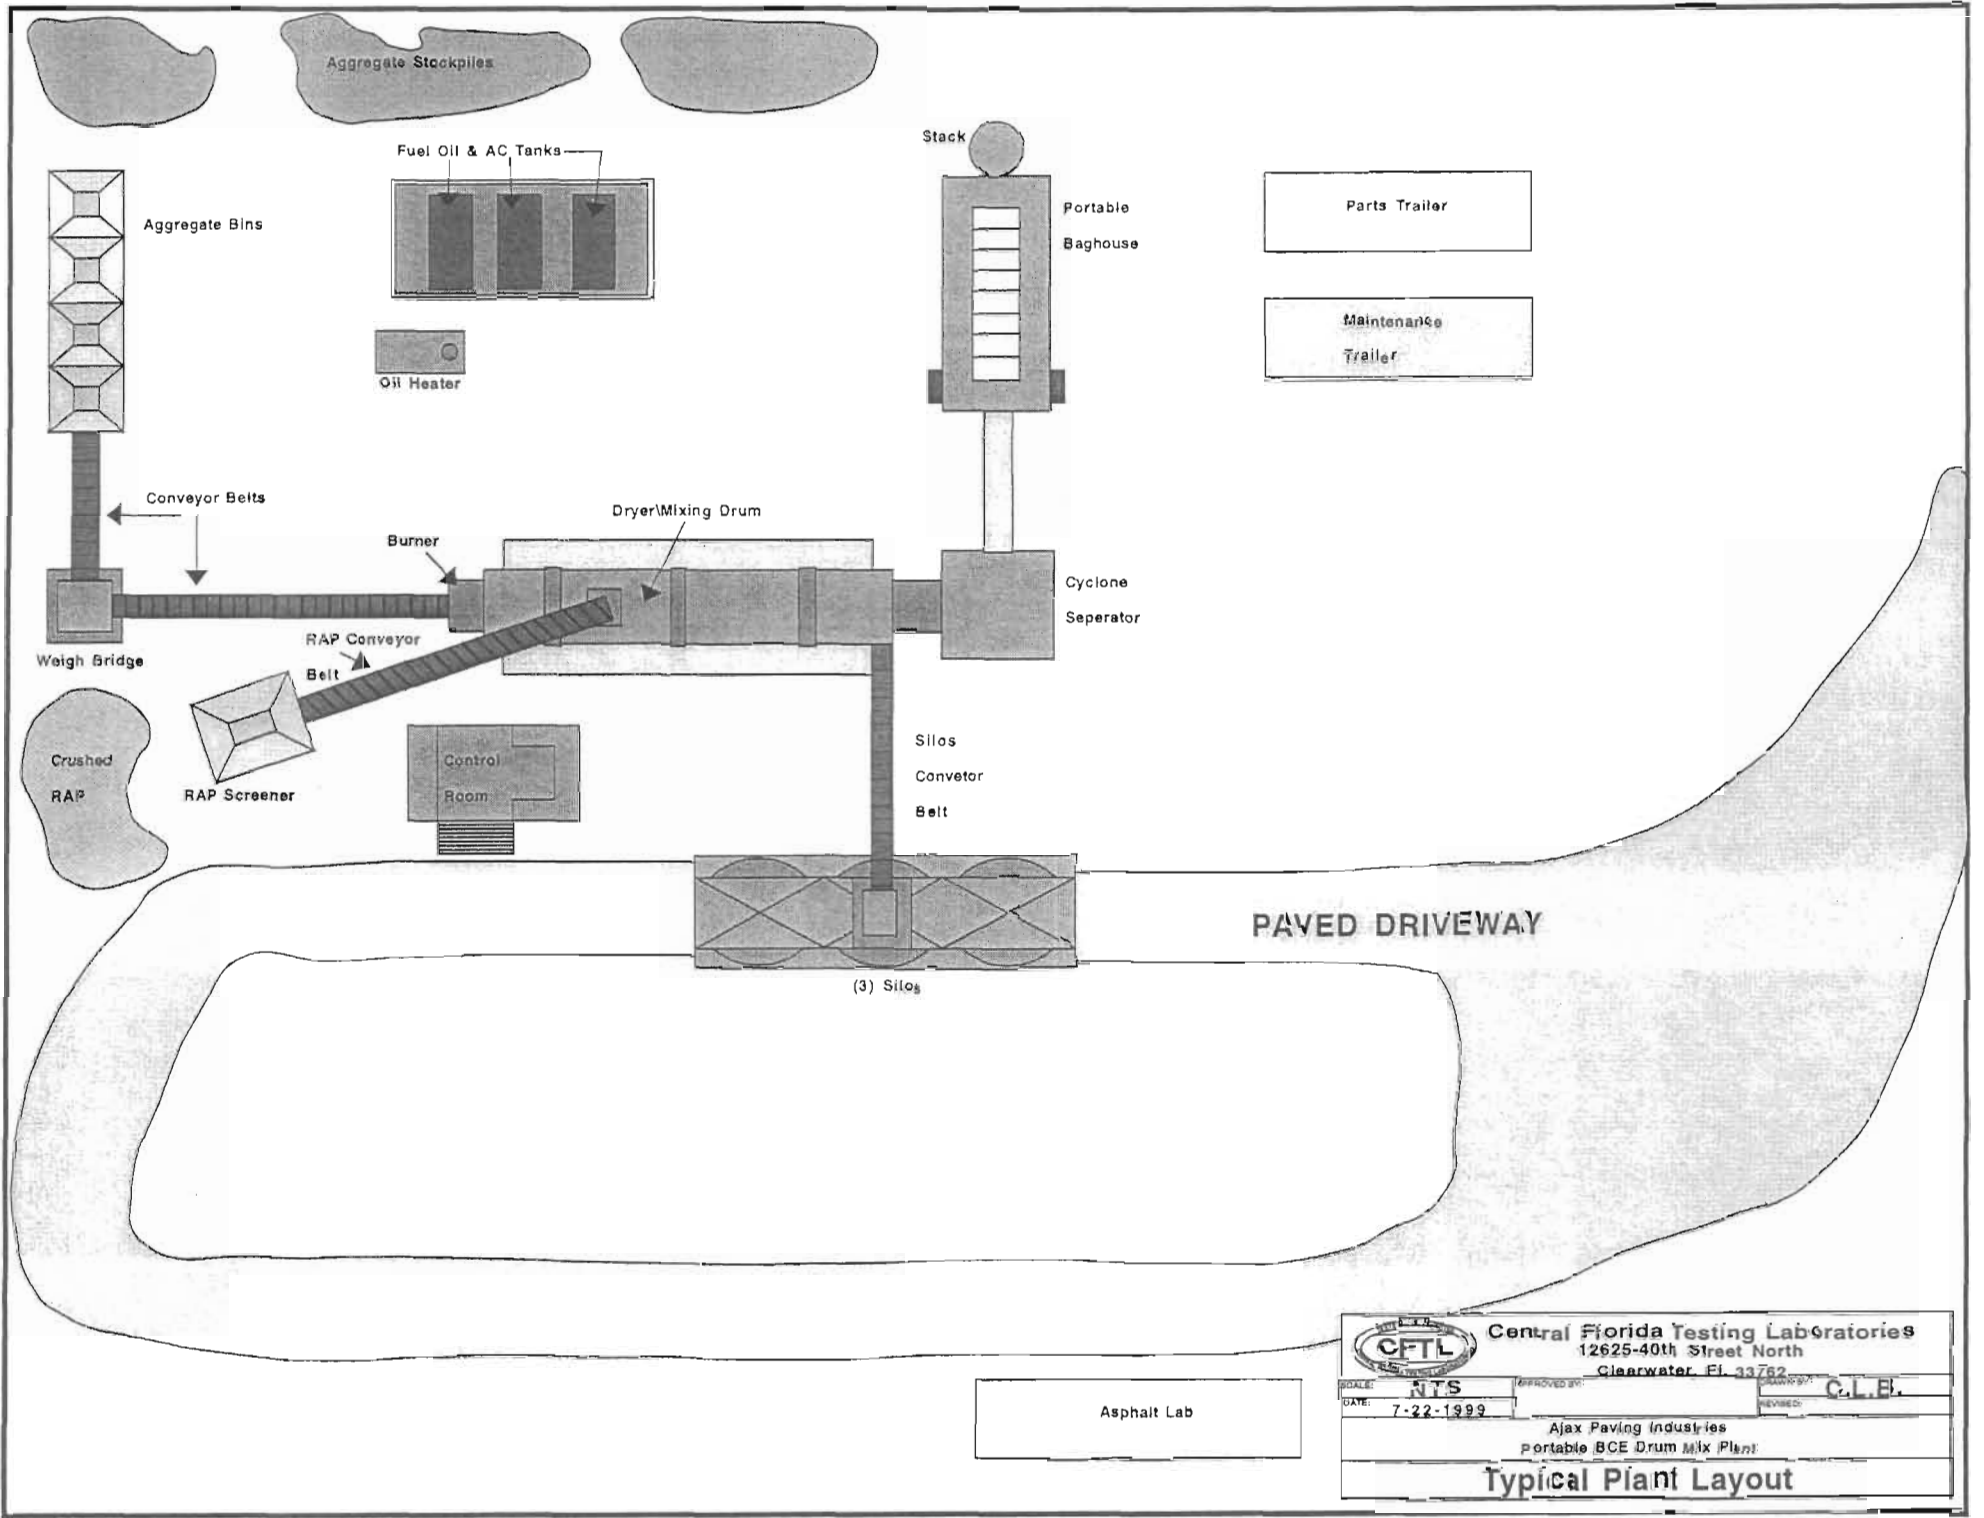 Aggregate Stockpiles
Stack
Fuel Oil & AC Tanks
Portable
Baghouse
Parts Trailer
Aggregate Bins
Maintenance
Trailer
Oil Heater
Conveyor Belts
Dryer\Mixing Drum
Burner
Cyclone
Seperator
RAP Conveyor
Belt
Weigh Bridge
Silos
Convetor
Belt
Crushed
RAP
Control
Room
RAP Screener
PAVED DRIVEWAY
(3) Silos
CFTL
Central Florida Testing Laboratories
12625-40th Street North
Clearwater, Fl. 33762
SCALE: NTS
APPROVED BY:
DRAWN BY: C.L.B.
DATE: 7-22-1999
REVISED:
Ajax Paving Industries
Portable BCE Drum Mix Plant
Typical Plant Layout
Asphalt Lab